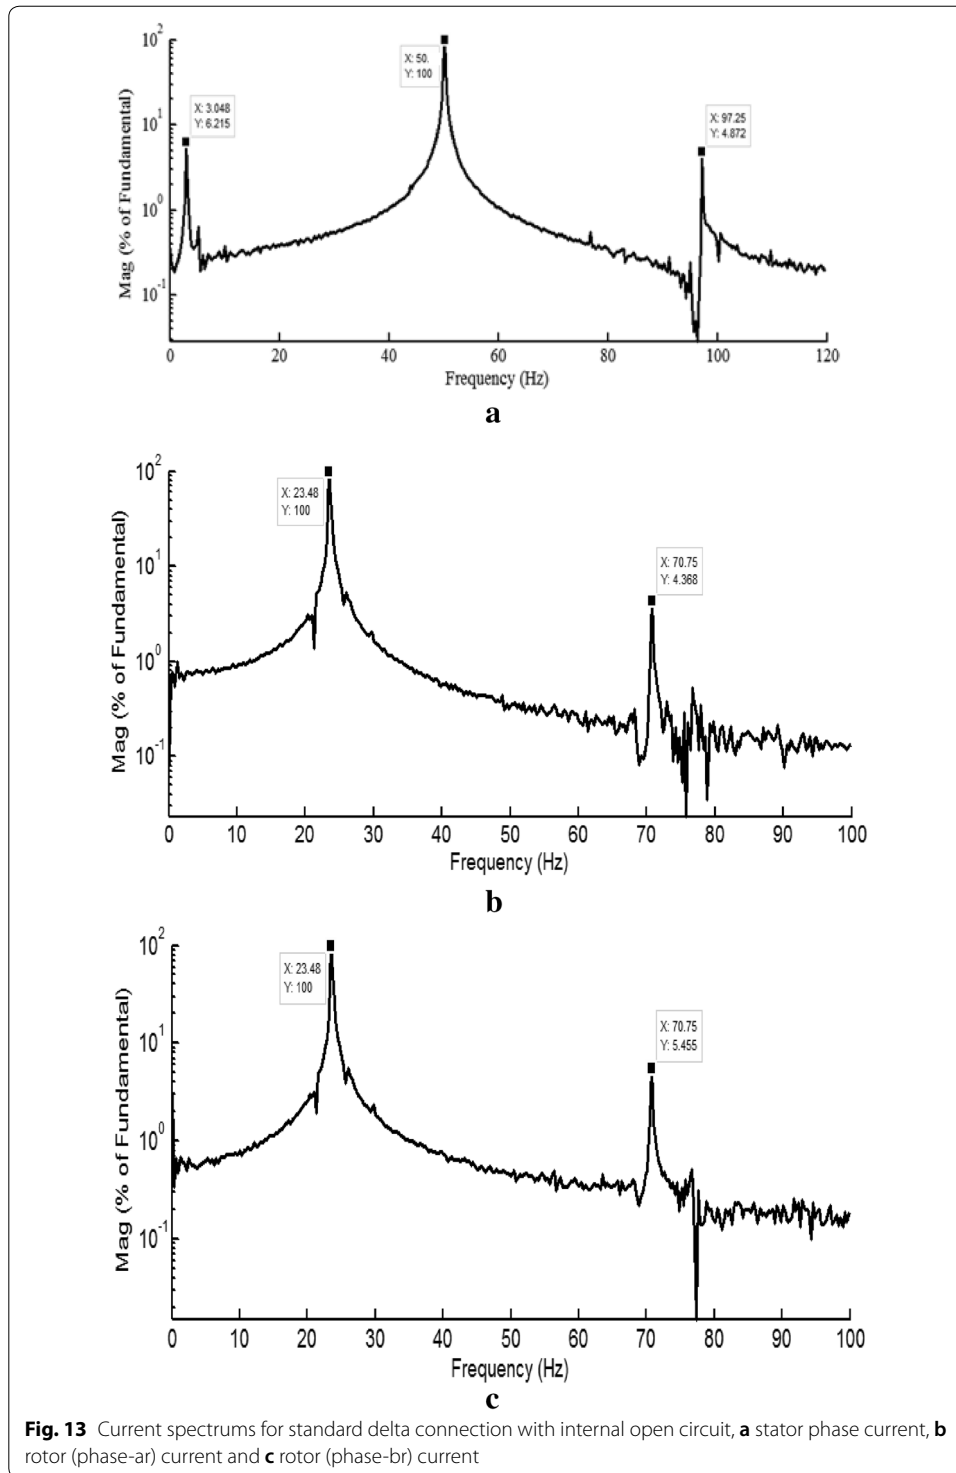 10^2
10^1
10^0
10^-1
Mag (% of Fundamental)
X: 3.048
Y: 6.215
X: 50.
Y: 100
X: 97.25
Y: 4.872
0 20 40 60 80 100 120
Frequency (Hz)
a
10^2
10^1
10^0
10^-1
Mag (% of Fundamental)
X: 23.48
Y: 100
X: 70.75
Y: 4.368
0 10 20 30 40 50 60 70 80 90 100
Frequency (Hz)
b
10^2
10^1
10^0
10^-1
Mag (% of Fundamental)
X: 23.48
Y: 100
X: 70.75
Y: 5.455
0 10 20 30 40 50 60 70 80 90 100
Frequency (Hz)
c
Fig. 13 Current spectrums for standard delta connection with internal open circuit, a stator phase current, b
rotor (phase-ar) current and c rotor (phase-br) current